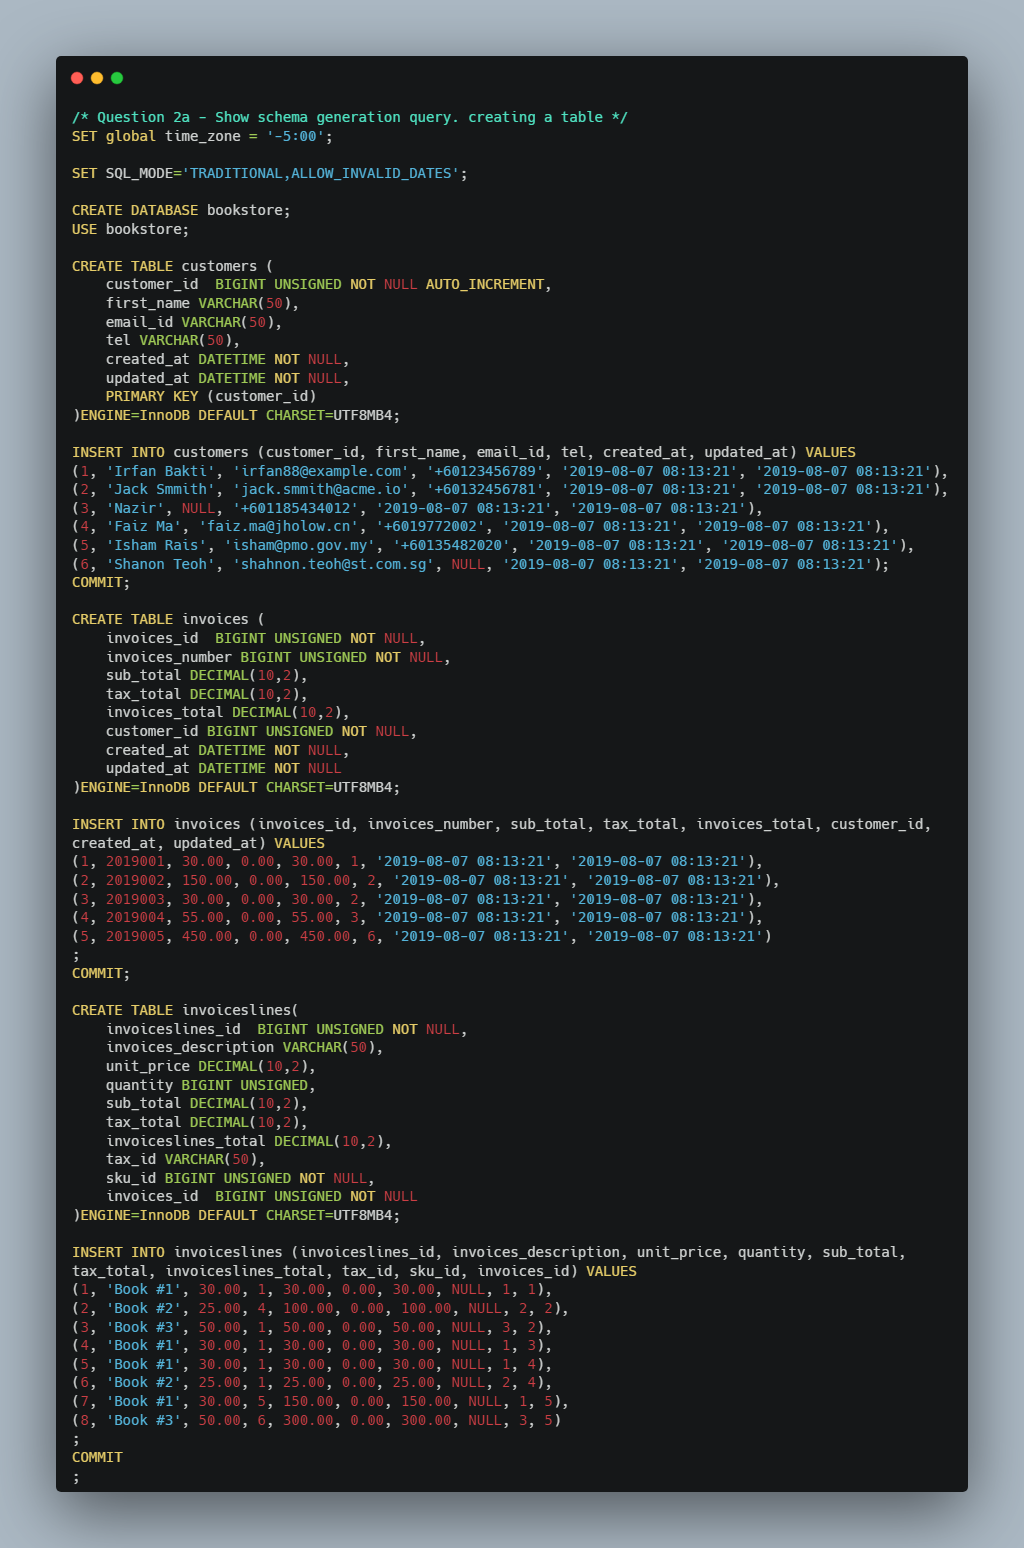 /* Question 2a - Show schema generation query. creating a table */
SET global time_zone = '-5:00';

SET SQL_MODE='TRADITIONAL,ALLOW_INVALID_DATES';

CREATE DATABASE bookstore;
USE bookstore;

CREATE TABLE customers (
    customer_id  BIGINT UNSIGNED NOT NULL AUTO_INCREMENT,
    first_name VARCHAR(50),
    email_id VARCHAR(50),
    tel VARCHAR(50),
    created_at DATETIME NOT NULL,
    updated_at DATETIME NOT NULL,
    PRIMARY KEY (customer_id)
)ENGINE=InnoDB DEFAULT CHARSET=UTF8MB4;

INSERT INTO customers (customer_id, first_name, email_id, tel, created_at, updated_at) VALUES
(1, 'Irfan Bakti', 'irfan88@example.com', '+60123456789', '2019-08-07 08:13:21', '2019-08-07 08:13:21'),
(2, 'Jack Smmith', 'jack.smmith@acme.io', '+60132456781', '2019-08-07 08:13:21', '2019-08-07 08:13:21'),
(3, 'Nazir', NULL, '+601185434012', '2019-08-07 08:13:21', '2019-08-07 08:13:21'),
(4, 'Faiz Ma', 'faiz.ma@jholow.cn', '+6019772002', '2019-08-07 08:13:21', '2019-08-07 08:13:21'),
(5, 'Isham Rais', 'isham@pmo.gov.my', '+60135482020', '2019-08-07 08:13:21', '2019-08-07 08:13:21'),
(6, 'Shanon Teoh', 'shahnon.teoh@st.com.sg', NULL, '2019-08-07 08:13:21', '2019-08-07 08:13:21');
COMMIT;

CREATE TABLE invoices (
    invoices_id  BIGINT UNSIGNED NOT NULL,
    invoices_number BIGINT UNSIGNED NOT NULL,
    sub_total DECIMAL(10,2),
    tax_total DECIMAL(10,2),
    invoices_total DECIMAL(10,2),
    customer_id BIGINT UNSIGNED NOT NULL,
    created_at DATETIME NOT NULL,
    updated_at DATETIME NOT NULL
)ENGINE=InnoDB DEFAULT CHARSET=UTF8MB4;

INSERT INTO invoices (invoices_id, invoices_number, sub_total, tax_total, invoices_total, customer_id,
created_at, updated_at) VALUES
(1, 2019001, 30.00, 0.00, 30.00, 1, '2019-08-07 08:13:21', '2019-08-07 08:13:21'),
(2, 2019002, 150.00, 0.00, 150.00, 2, '2019-08-07 08:13:21', '2019-08-07 08:13:21'),
(3, 2019003, 30.00, 0.00, 30.00, 2, '2019-08-07 08:13:21', '2019-08-07 08:13:21'),
(4, 2019004, 55.00, 0.00, 55.00, 3, '2019-08-07 08:13:21', '2019-08-07 08:13:21'),
(5, 2019005, 450.00, 0.00, 450.00, 6, '2019-08-07 08:13:21', '2019-08-07 08:13:21')
;
COMMIT;

CREATE TABLE invoiceslines(
    invoiceslines_id  BIGINT UNSIGNED NOT NULL,
    invoices_description VARCHAR(50),
    unit_price DECIMAL(10,2),
    quantity BIGINT UNSIGNED,
    sub_total DECIMAL(10,2),
    tax_total DECIMAL(10,2),
    invoiceslines_total DECIMAL(10,2),
    tax_id VARCHAR(50),
    sku_id BIGINT UNSIGNED NOT NULL,
    invoices_id  BIGINT UNSIGNED NOT NULL
)ENGINE=InnoDB DEFAULT CHARSET=UTF8MB4;

INSERT INTO invoiceslines (invoiceslines_id, invoices_description, unit_price, quantity, sub_total,
tax_total, invoiceslines_total, tax_id, sku_id, invoices_id) VALUES
(1, 'Book #1', 30.00, 1, 30.00, 0.00, 30.00, NULL, 1, 1),
(2, 'Book #2', 25.00, 4, 100.00, 0.00, 100.00, NULL, 2, 2),
(3, 'Book #3', 50.00, 1, 50.00, 0.00, 50.00, NULL, 3, 2),
(4, 'Book #1', 30.00, 1, 30.00, 0.00, 30.00, NULL, 1, 3),
(5, 'Book #1', 30.00, 1, 30.00, 0.00, 30.00, NULL, 1, 4),
(6, 'Book #2', 25.00, 1, 25.00, 0.00, 25.00, NULL, 2, 4),
(7, 'Book #1', 30.00, 5, 150.00, 0.00, 150.00, NULL, 1, 5),
(8, 'Book #3', 50.00, 6, 300.00, 0.00, 300.00, NULL, 3, 5)
;
COMMIT
;